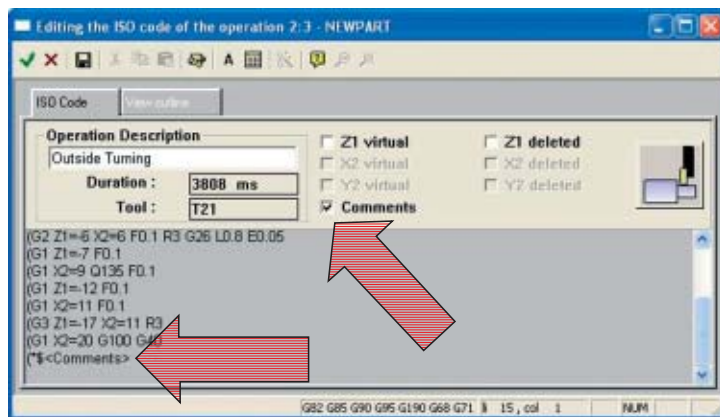 Editing the ISO code of the operation 2:3 - NEWPART
A
ISO Code
View outline
Operation Description
Outside Turning
Duration : 3808 ms
Tool : T21
Z1 virtual
Z1 deleted
X2 virtual
X2 deleted
Y2 virtual
Y2 deleted
Comments
(G2 Z1=-6 X2=6 F0.1 R3 G26 L0.8 E0.05
(G1 Z1=-7 F0.1
(G1 X2=9 Q135 F0.1
(G1 Z1=-12 F0.1
(G1 X2=11 F0.1
(G3 Z1=-17 X2=11 R3
(G1 X2=20 G100 G40
(*$<Comments>
G82 G85 G90 G95 G190 G68 G71
15, col 1
NUM